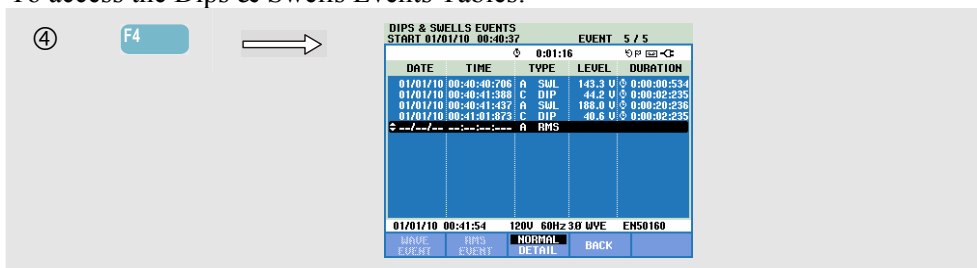 To access the Dips & Swells Events Tables:
④ F4
DIPS & SWELLS EVENTS
START 01/01/10 00:40:37 EVENT 5 / 5
0:01:16
DATE TIME TYPE LEVEL DURATION
01/01/10 00:40:40:706 A SWL 143.3 V 0:00:00:534
01/01/10 00:40:41:388 C DIP 44.2 V 0:00:02:235
01/01/10 00:40:41:437 A SWL 188.0 V 0:00:20:236
01/01/10 00:41:01:873 C DIP 40.6 V 0:00:02:235
--/--/-- --:--:--:--- A RMS
01/01/10 00:41:54 120V 60Hz 3Ø WYE EN50160
WAVE EVENT RMS EVENT NORMAL DETAIL BACK